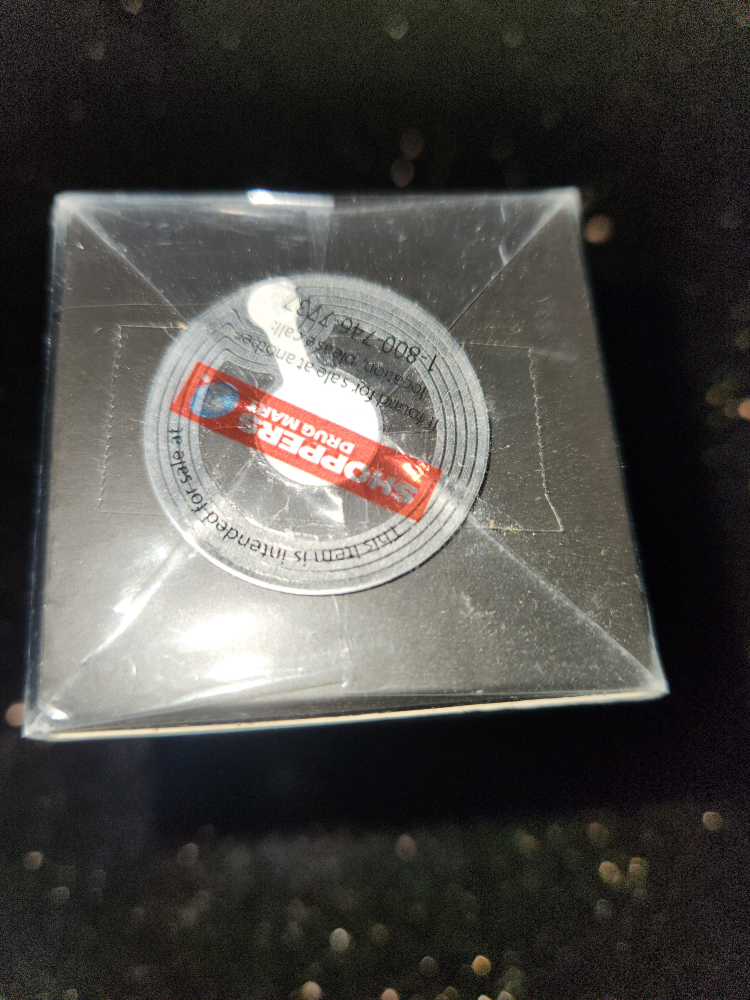 This item is intended for sale at
SHOPPERS
DRUG MART
If found for sale at another
location, please call:
1-800-746-7737